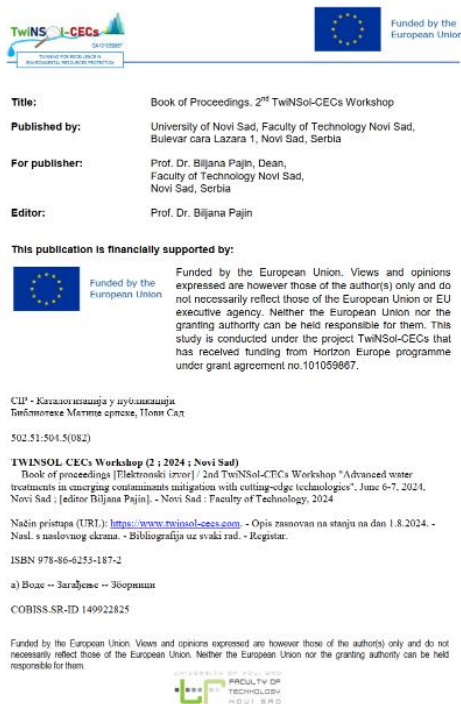 TwiNSol-CECs
GA101059867
TWINNING FOR EXCELLENCE IN
ENVIRONMENTAL RESOURCES PROTECTION
Funded by the
European Union
Title: Book of Proceedings. 2nd TwiNSol-CECs Workshop
Published by: University of Novi Sad, Faculty of Technology Novi Sad,
Bulevar cara Lazara 1, Novi Sad, Serbia
For publisher: Prof. Dr. Biljana Pajin, Dean,
Faculty of Technology Novi Sad,
Novi Sad, Serbia
Editor: Prof. Dr. Biljana Pajin
This publication is financially supported by:
Funded by the
European Union
Funded by the European Union. Views and opinions
expressed are however those of the author(s) only and do
not necessarily reflect those of the European Union or EU
executive agency. Neither the European Union nor the
granting authority can be held responsible for them. This
study is conducted under the project TwiNSol-CECs that
has received funding from Horizon Europe programme
under grant agreement no.101059867.
CIP - Каталогизација у публикацији
Библиотеке Матице српске, Нови Сад
502.51:504.5(082)
TWINSOL-CECs Workshop (2 ; 2024 ; Novi Sad)
Book of proceedings [Elektronski izvor] / 2nd TwiNSol-CECs Workshop "Advanced water
treatments in emerging contaminants mitigation with cutting-edge technologies", June 6-7, 2024,
Novi Sad ; [editor Biljana Pajin]. - Novi Sad : Faculty of Technology, 2024
Način pristupa (URL): https://www.twinsol-cecs.com. - Opis zasnovan na stanju na dan 1.8.2024. -
Nasl. s naslovnog ekrana. - Bibliografija uz svaki rad. - Registar.
ISBN 978-86-6253-187-2
а) Воде -- Загађење -- Зборници
COBISS.SR-ID 149922825
Funded by the European Union. Views and opinions expressed are however those of the author(s) only and do not
necessarily reflect those of the European Union. Neither the European Union nor the granting authority can be held
responsible for them.
UNIVERSITY OF NOVI SAD
FACULTY OF
TECHNOLOGY
NOVI SAD